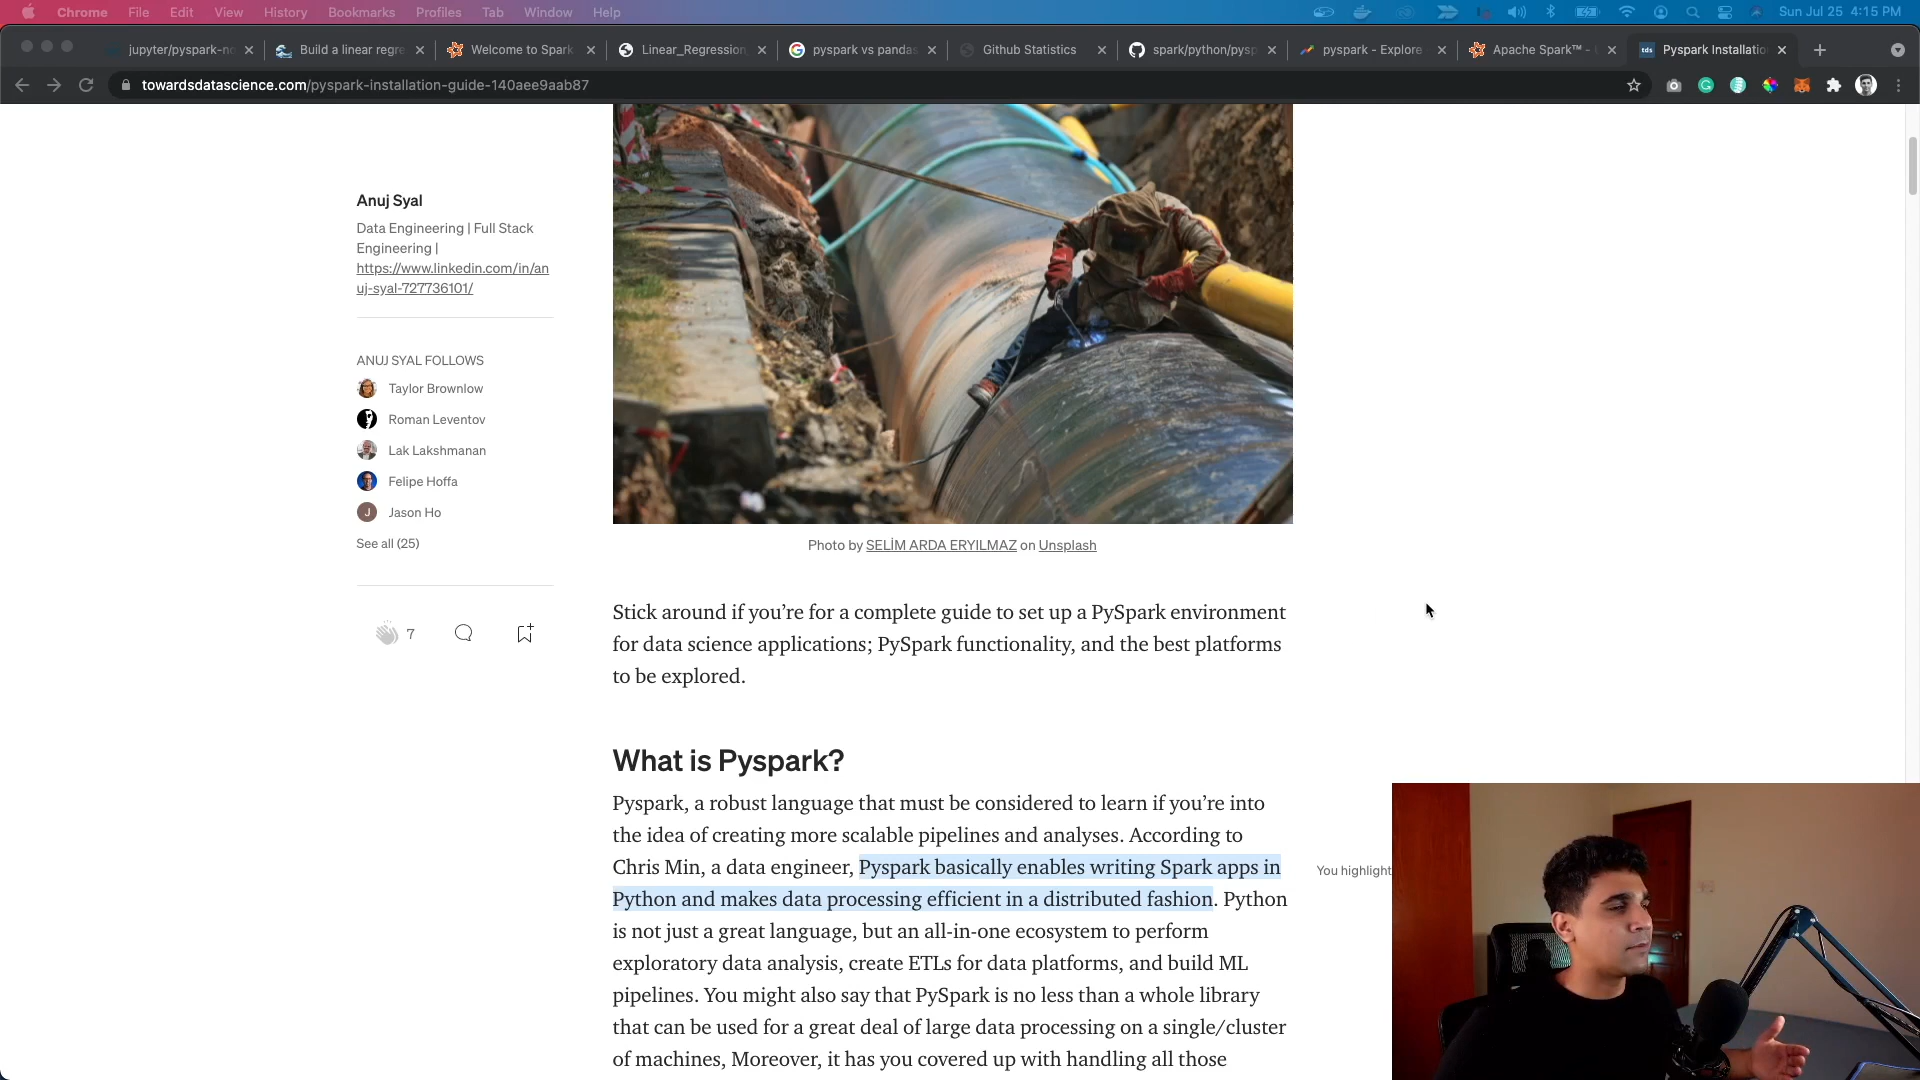 Chrome File Edit View History Bookmarks Profiles Tab Window Help Sun Jul 25 4:15 PM
jupyter/pyspark-no Build a linear regre Welcome to Spark Linear_Regression pyspark vs pandas Github Statistics spark/python/pysp pyspark - Explore Apache Spark™ - Pyspark Installatio
towardsdatascience.com/pyspark-installation-guide-140aee9aab87
Anuj Syal
Data Engineering | Full Stack
Engineering |
https://www.linkedin.com/in/an
uj-syal-727736101/
ANUJ SYAL FOLLOWS
Taylor Brownlow
Roman Leventov
Lak Lakshmanan
Felipe Hoffa
J Jason Ho
See all (25)
7
Photo by SELİM ARDA ERYILMAZ on Unsplash
Stick around if you’re for a complete guide to set up a PySpark environment
for data science applications; PySpark functionality, and the best platforms
to be explored.
What is Pyspark?
Pyspark, a robust language that must be considered to learn if you’re into
the idea of creating more scalable pipelines and analyses. According to
Chris Min, a data engineer, Pyspark basically enables writing Spark apps in
Python and makes data processing efficient in a distributed fashion. Python
is not just a great language, but an all-in-one ecosystem to perform
exploratory data analysis, create ETLs for data platforms, and build ML
pipelines. You might also say that PySpark is no less than a whole library
that can be used for a great deal of large data processing on a single/cluster
of machines, Moreover, it has you covered up with handling all those
You highlight